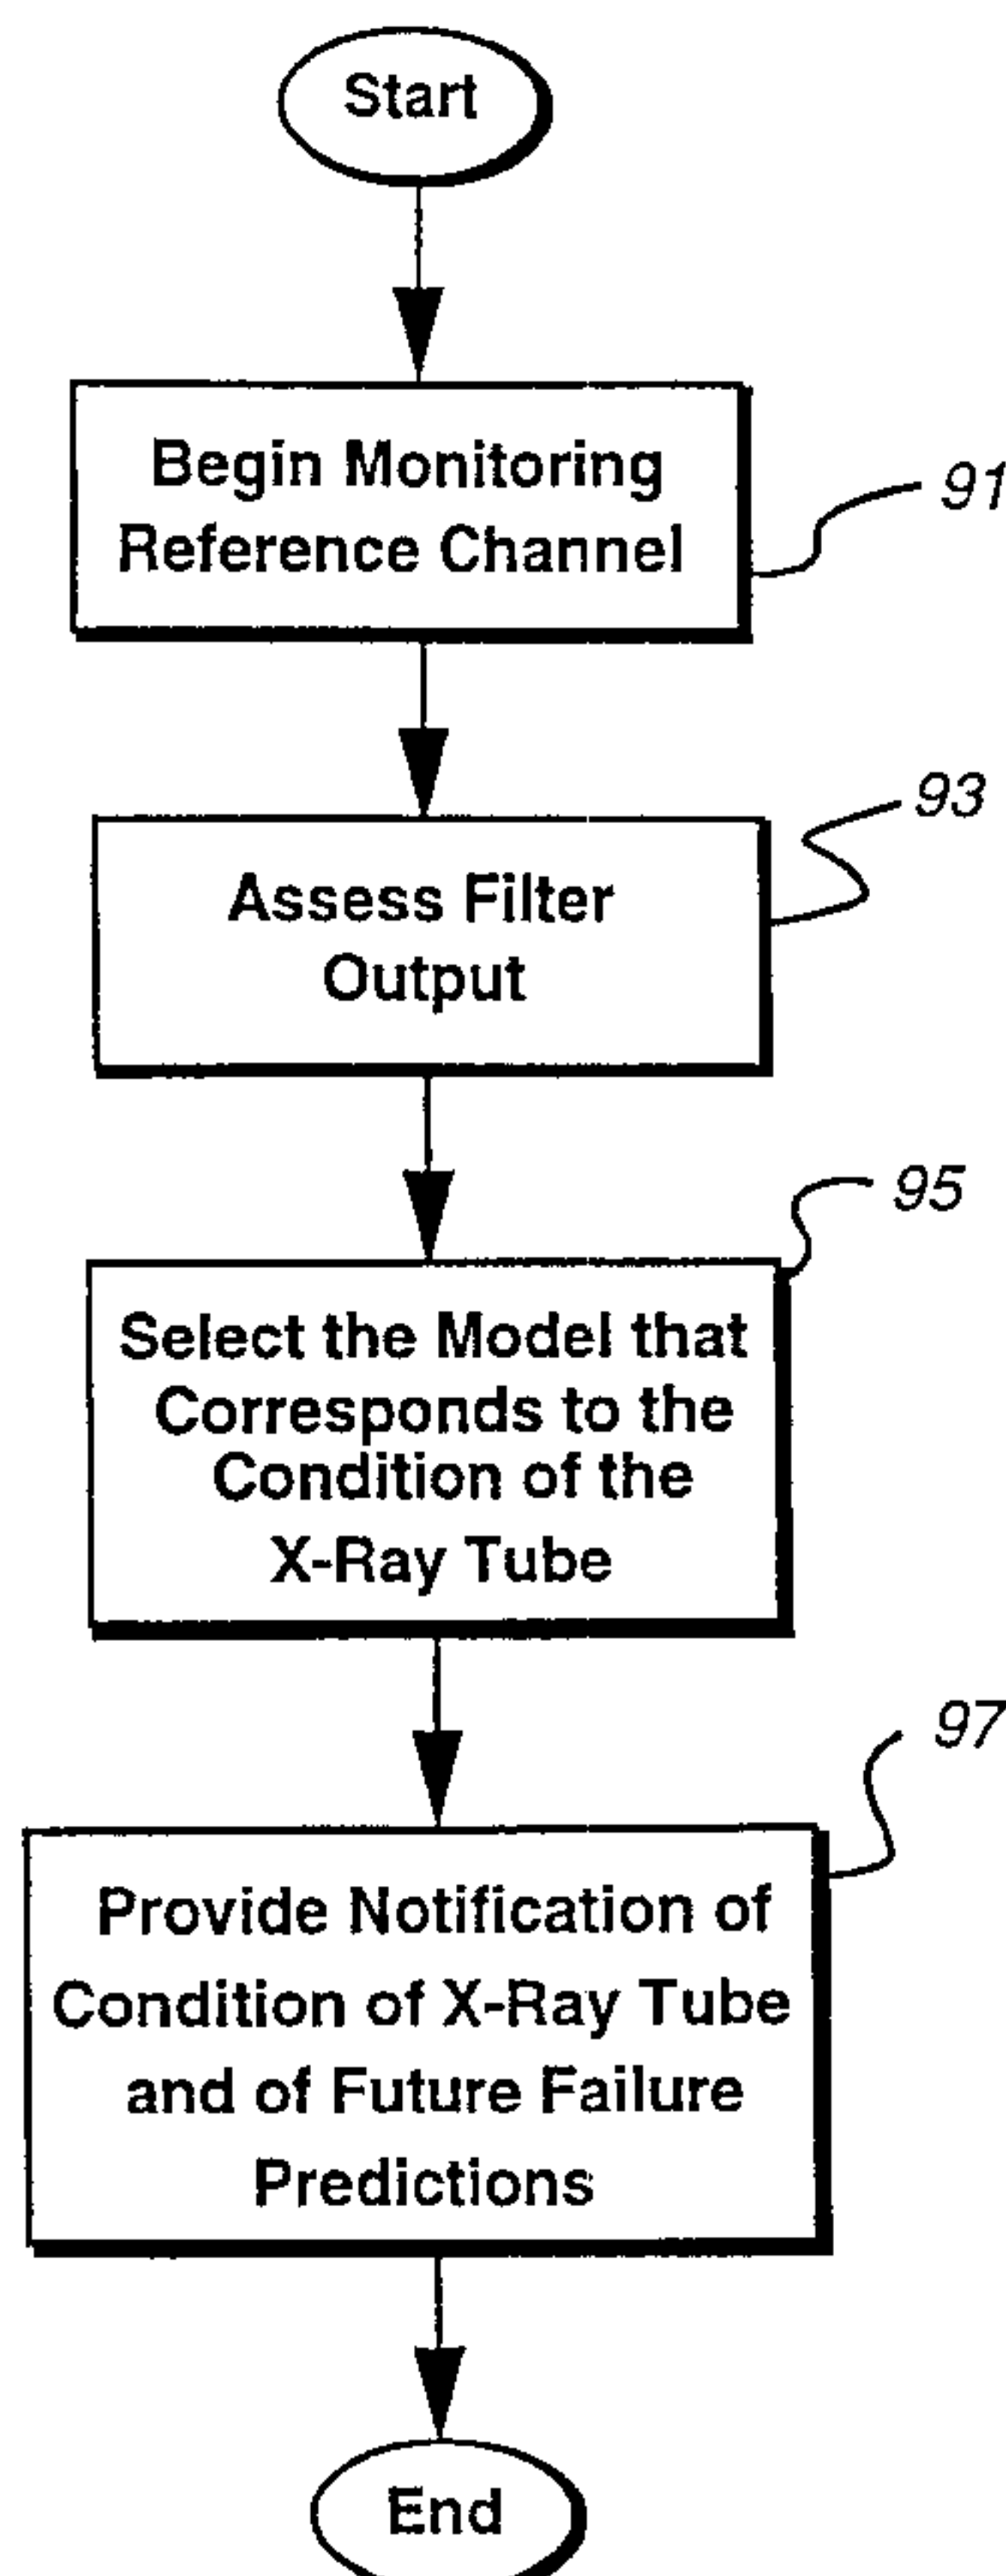 Start
Begin Monitoring
Reference Channel
91
Assess Filter
Output
93
Select the Model that
Corresponds to the
Condition of the
X-Ray Tube
95
Provide Notification of
Condition of X-Ray Tube
and of Future Failure
Predictions
97
End